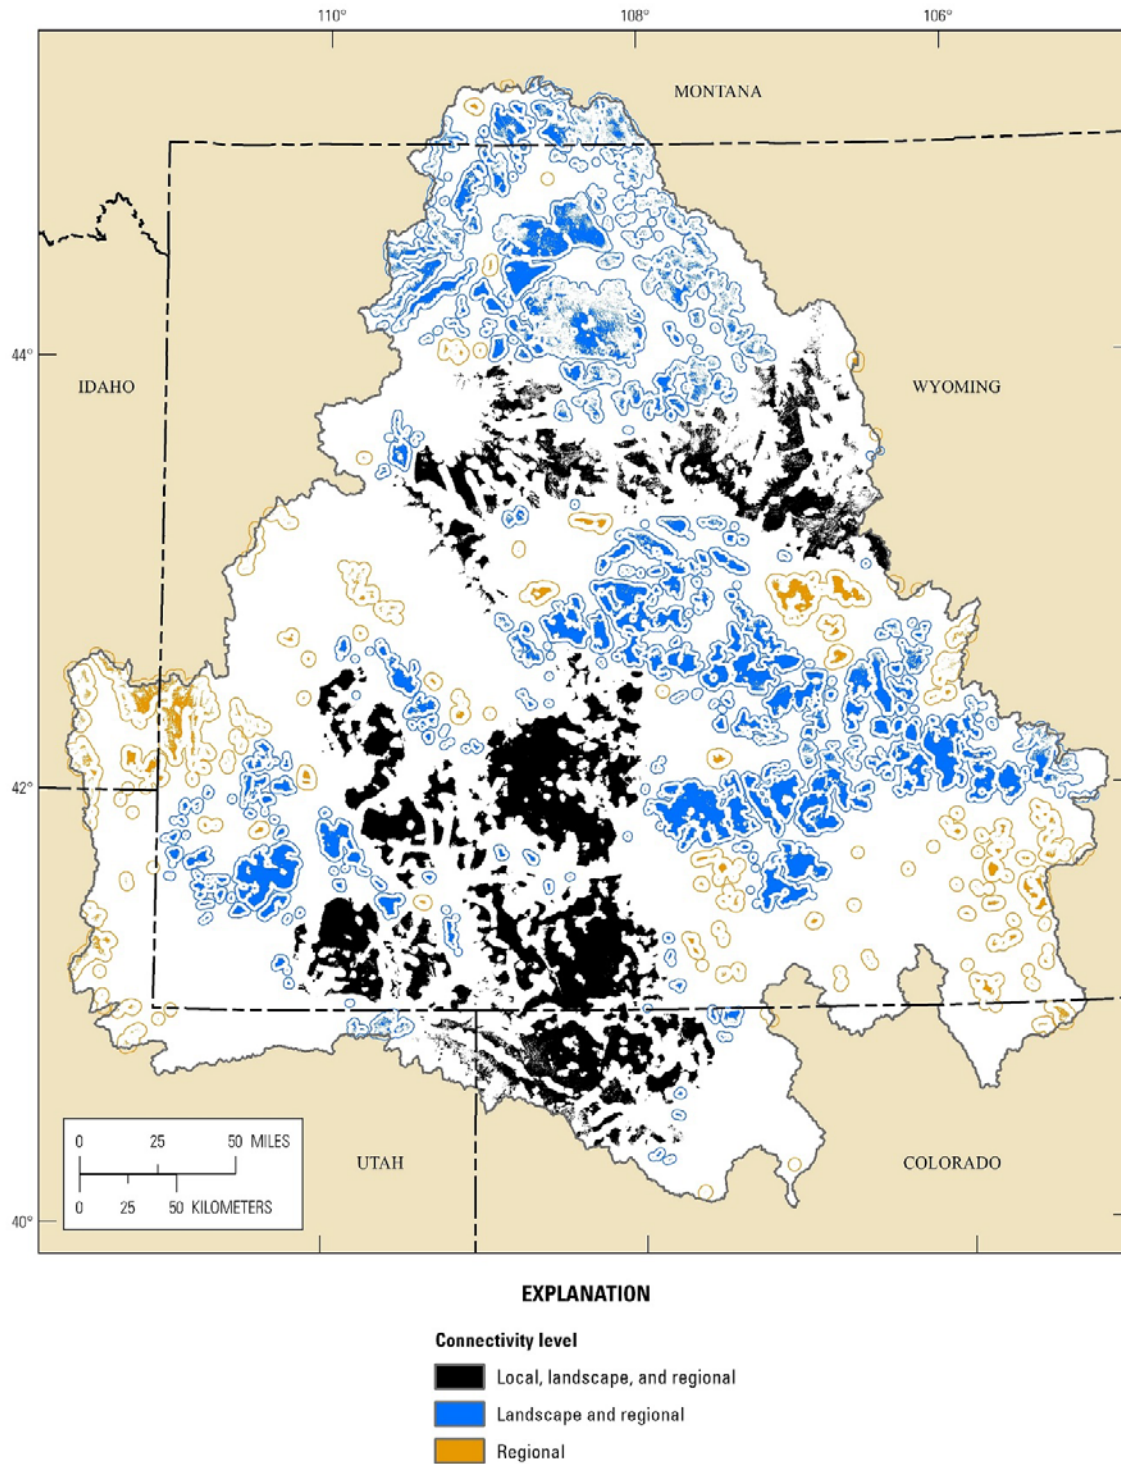 110° 108° 106°
MONTANA
44°
IDAHO WYOMING
42°
0 25 50 MILES
0 25 50 KILOMETERS
UTAH COLORADO
40°
EXPLANATION
Connectivity level
Local, landscape, and regional
Landscape and regional
Regional